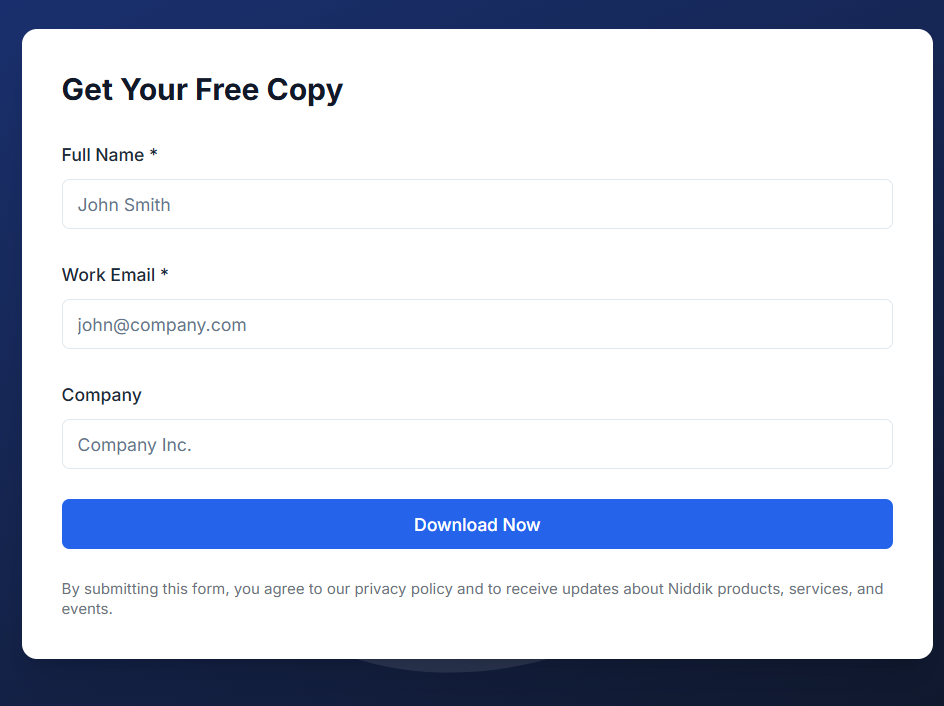 Get Your Free Copy
Full Name *
John Smith
Work Email *
john@company.com
Company
Company Inc.
Download Now
By submitting this form, you agree to our privacy policy and to receive updates about Niddik products, services, and
events.